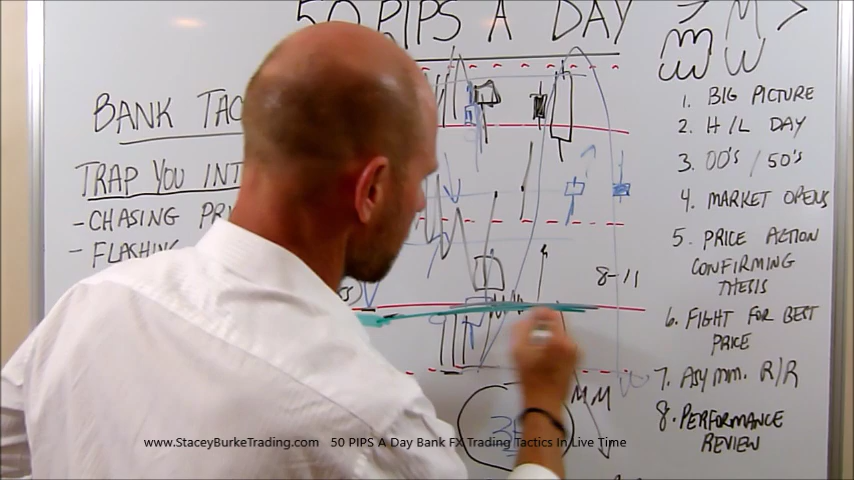 50 PIPS A DAY
BANK TAC
TRAP YOU INT
- CHASING PRI
- FLASHING
1. BIG PICTURE
2. H/L DAY
3. 00'S / 50'S
4. MARKET OPENS
5. PRICE ACTION
CONFIRMING
THESIS
6. FIGHT FOR BEST
PRICE
7. ASYMM. R/R
8. PERFORMANCE
REVIEW
8-11
MM
www.StaceyBurkeTrading.com 50 PIPS A Day Bank FX Trading Tactics In Live Time